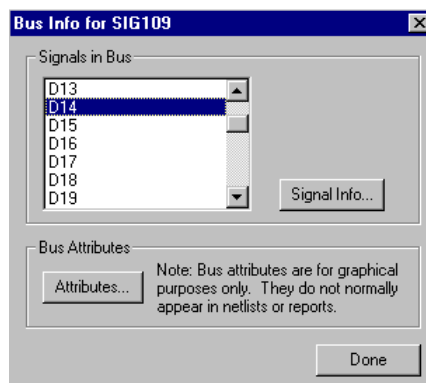 Bus Info for SIG109
Signals in Bus
D13
D14
D15
D16
D17
D18
D19
Signal Info...
Bus Attributes
Attributes...
Note: Bus attributes are for graphical
purposes only. They do not normally
appear in netlists or reports.
Done